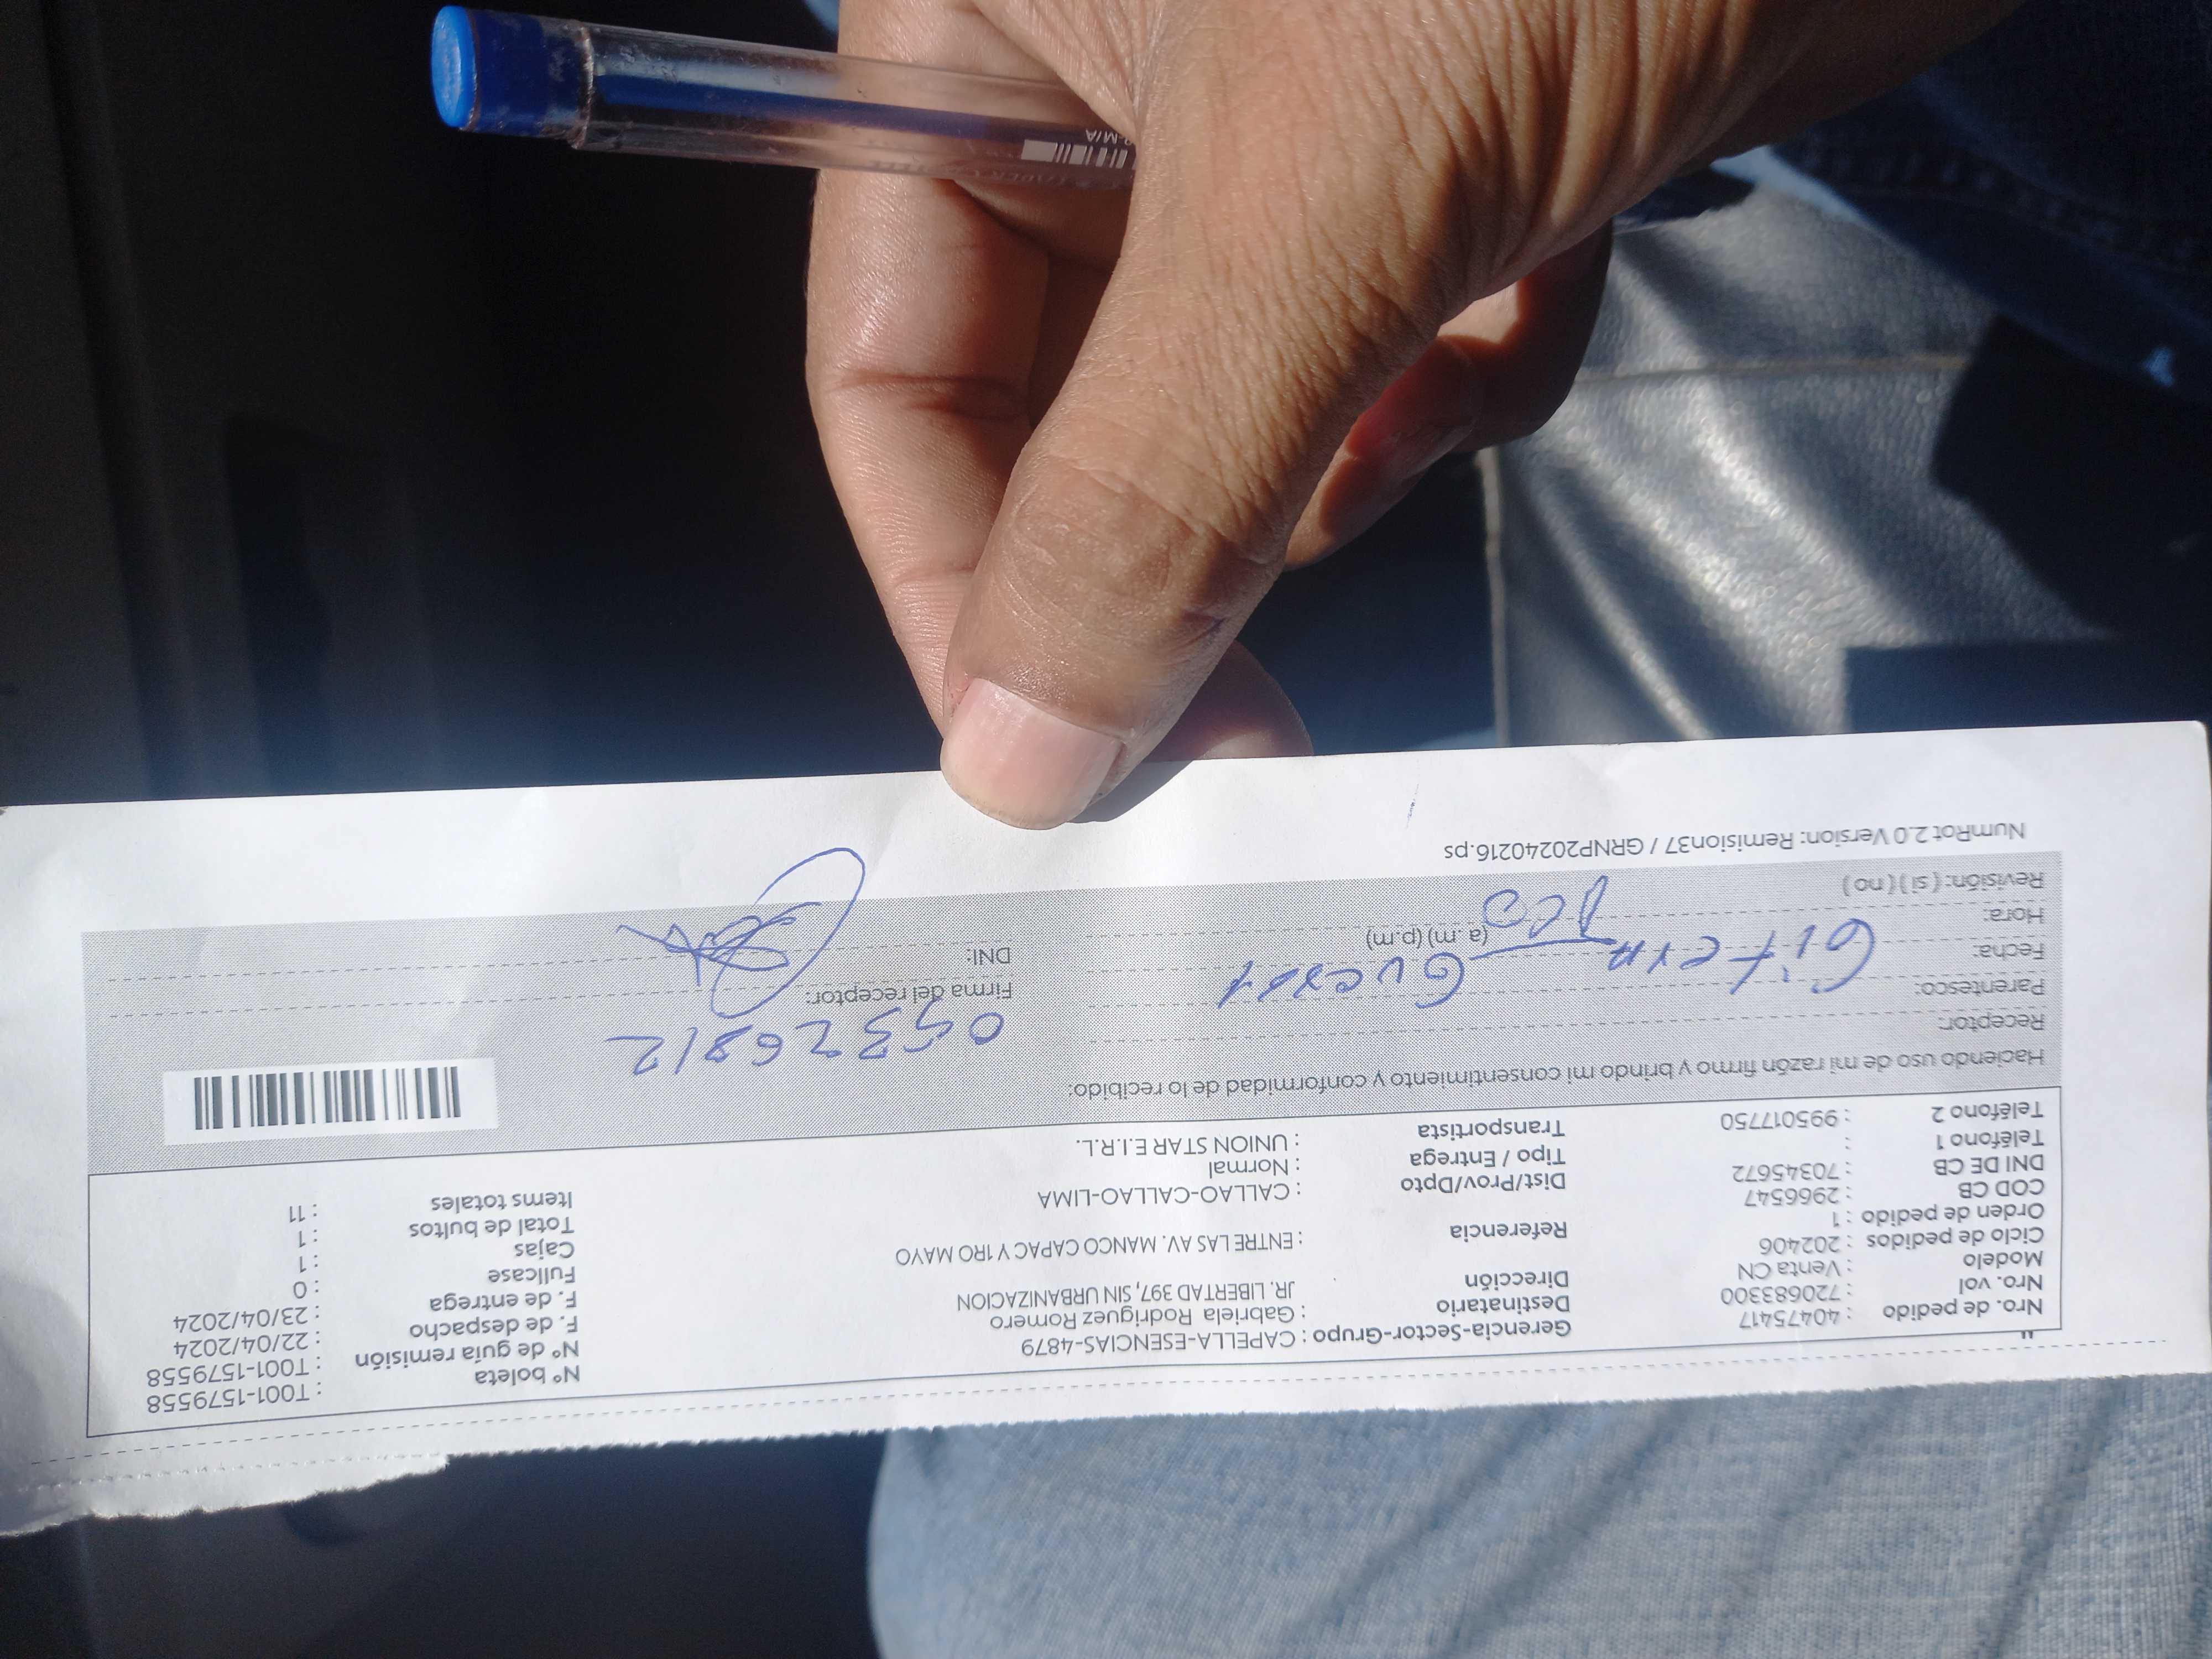 Nº boleta : T001-1579558
Nº de guía remisión : T001-1579558
F. de despacho : 22/04/2024
F. de entrega : 23/04/2024
Fullcase : 0
Cajas : 1
Total de bultos : 1
Items totales : 11
Gerencia-Sector-Grupo : CAPELLA-ESENCIAS-4879
Destinatario : Gabriela Rodriguez Romero
Dirección JR. LIBERTAD 397, SIN URBANIZACION
Referencia : ENTRE LAS AV. MANCO CAPAC Y 1RO MAYO
Dist/Prov/Dpto : CALLAO-CALLAO-LIMA
Tipo / Entrega : Normal
Transportista : UNION STAR E.I.R.L.
Nro. de pedido : 40475417
Nro. vol : 720683300
Modelo : Venta CN
Ciclo de pedidos : 202406
Orden de pedido : 1
COD CB : 2966547
DNI DE CB : 70345672
Teléfono 1 :
Teléfono 2 : 995017750
Haciendo uso de mi razón firmo y brindo mi consentimiento y conformidad de lo recibido:
Receptor:
Parentesco:
Fecha:
Hora: (a. m) (p.m)
Revisión: ( si ) ( no )
Firma del receptor:
DNI:
NumRot 2.0 Version: Remision37 / GRNP20240216.ps